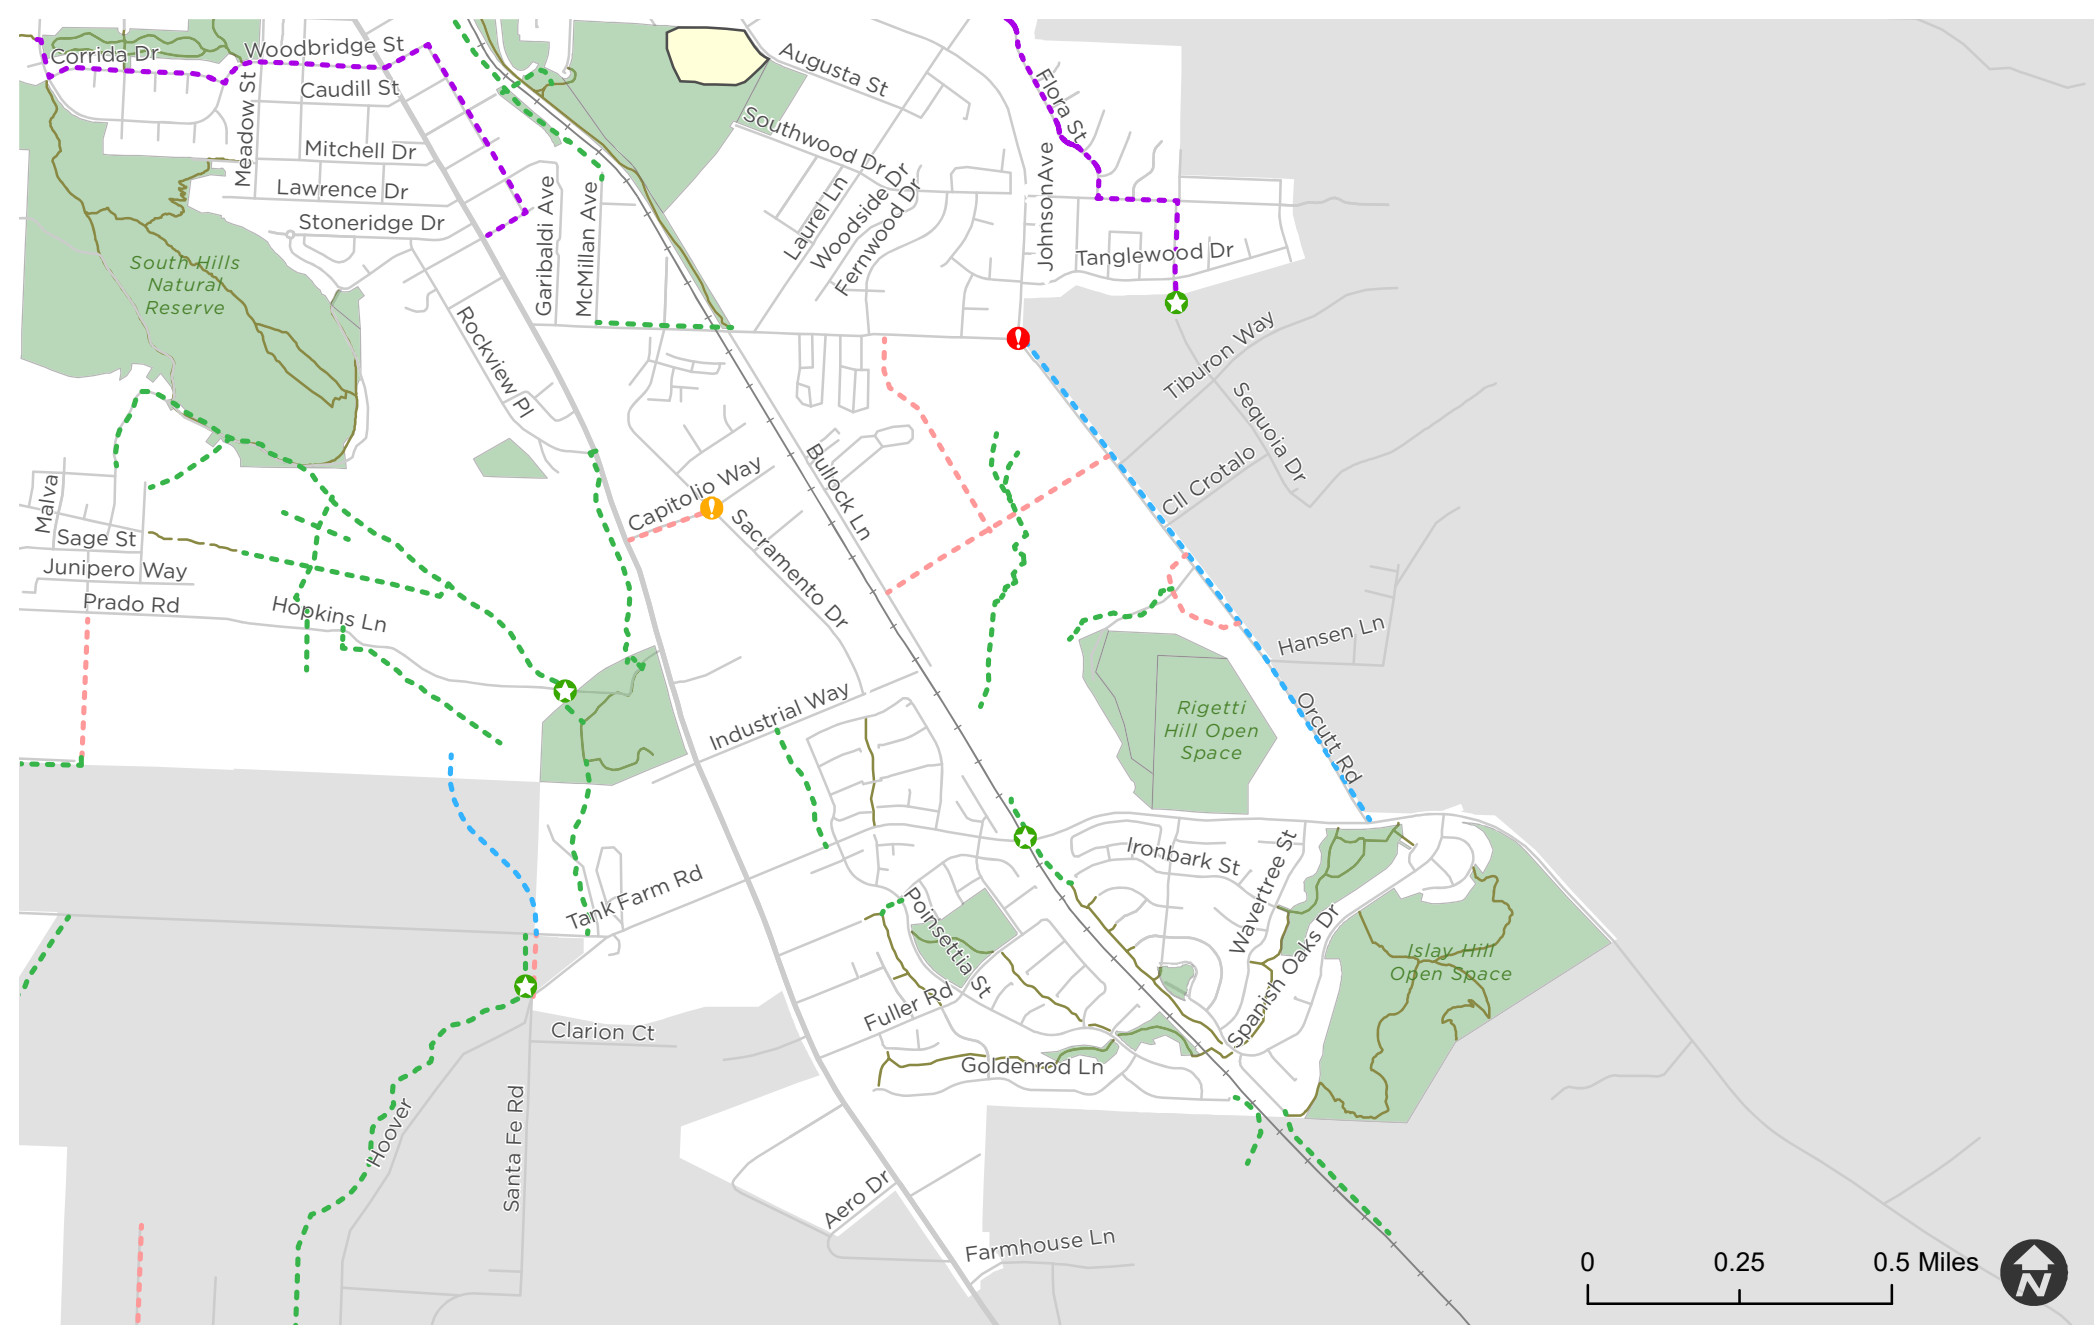 Corrida Dr
Woodbridge St
Caudill St
Meadow St
Mitchell Dr
Lawrence Dr
Stoneridge Dr
Augusta St
Southwood Dr
Flora St
JohnsonAve
Tanglewood Dr
Laurel Ln
Woodside Dr
Fernwood Dr
Garibaldi Ave
McMillan Ave
South Hills
Natural
Reserve
Rockview Pl
Tiburon Way
Sequoia Dr
Cll Crotalo
Bullock Ln
Capitolio Way
Sacramento Dr
Malva
Sage St
Junipero Way
Prado Rd
Hopkins Ln
Hansen Ln
Orcutt Rd
Rigetti
Hill Open
Space
Industrial Way
Tank Farm Rd
Ironbark St
Wavertree St
Poinsettia St
Spanish Oaks Dr
Islay Hill
Open Space
Fuller Rd
Goldenrod Ln
Clarion Ct
Hoover
Santa Fe Rd
Aero Dr
Farmhouse Ln
0 0.25 0.5 Miles
N